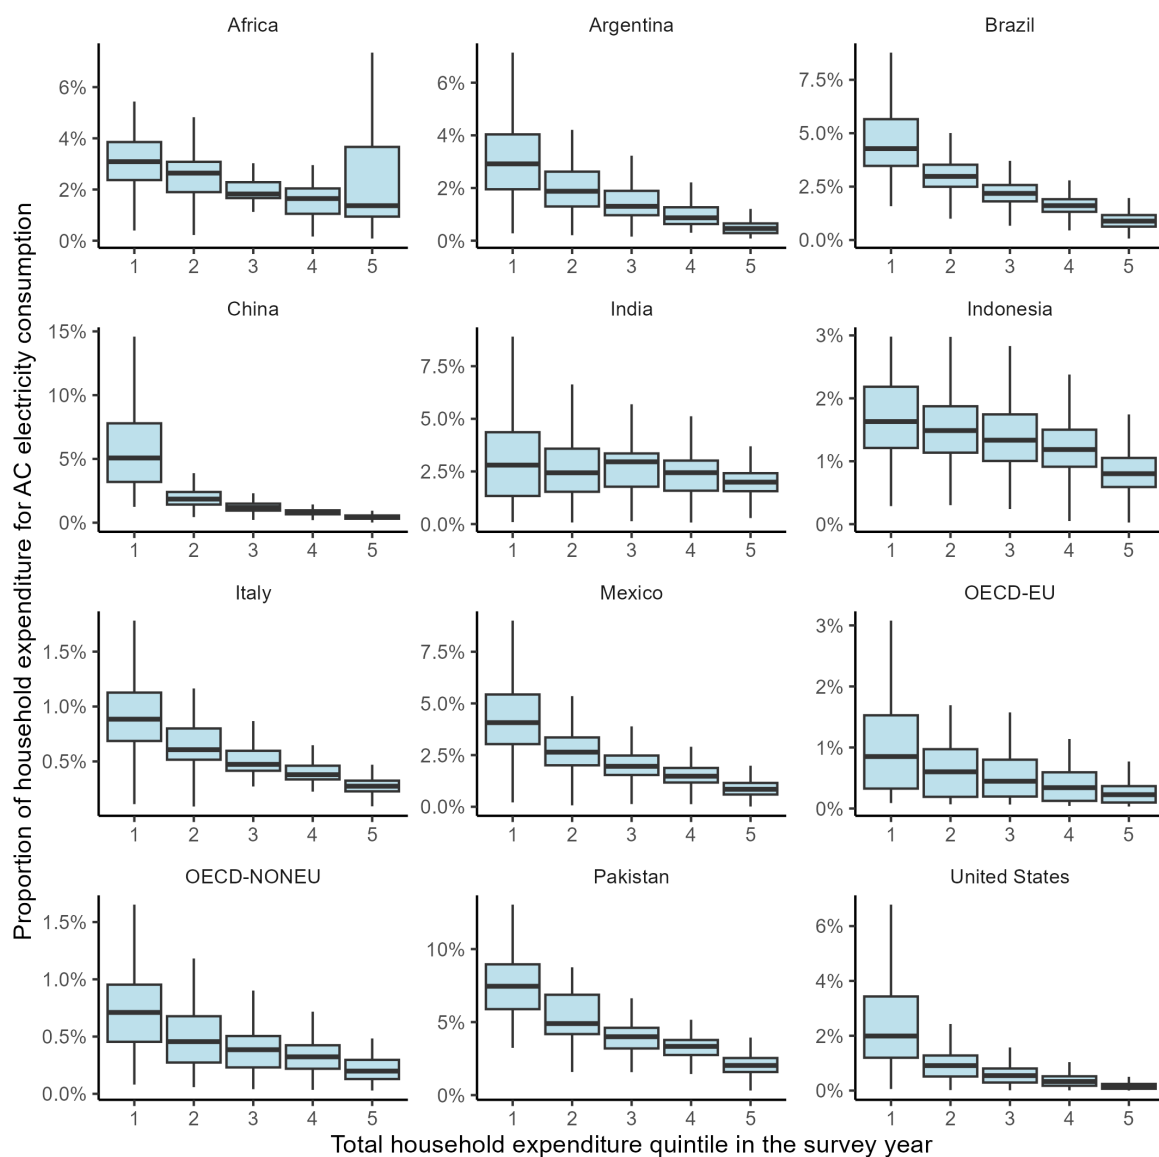 Proportion of household expenditure for AC electricity consumption
Africa
6%
4%
2%
0%
1 2 3 4 5
Argentina
6%
4%
2%
0%
1 2 3 4 5
Brazil
7.5%
5.0%
2.5%
0.0%
1 2 3 4 5
China
15%
10%
5%
0%
1 2 3 4 5
India
7.5%
5.0%
2.5%
0.0%
1 2 3 4 5
Indonesia
3%
2%
1%
0%
1 2 3 4 5
Italy
1.5%
1.0%
0.5%
1 2 3 4 5
Mexico
7.5%
5.0%
2.5%
0.0%
1 2 3 4 5
OECD-EU
3%
2%
1%
0%
1 2 3 4 5
OECD-NONEU
1.5%
1.0%
0.5%
0.0%
1 2 3 4 5
Pakistan
10%
5%
0%
1 2 3 4 5
United States
6%
4%
2%
0%
1 2 3 4 5
Total household expenditure quintile in the survey year